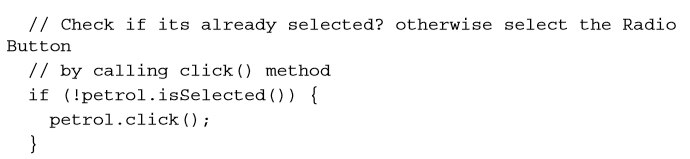 // Check if its already selected? otherwise select the Radio
Button
// by calling click() method
if (!petrol.isSelected()) {
petrol.click();
}